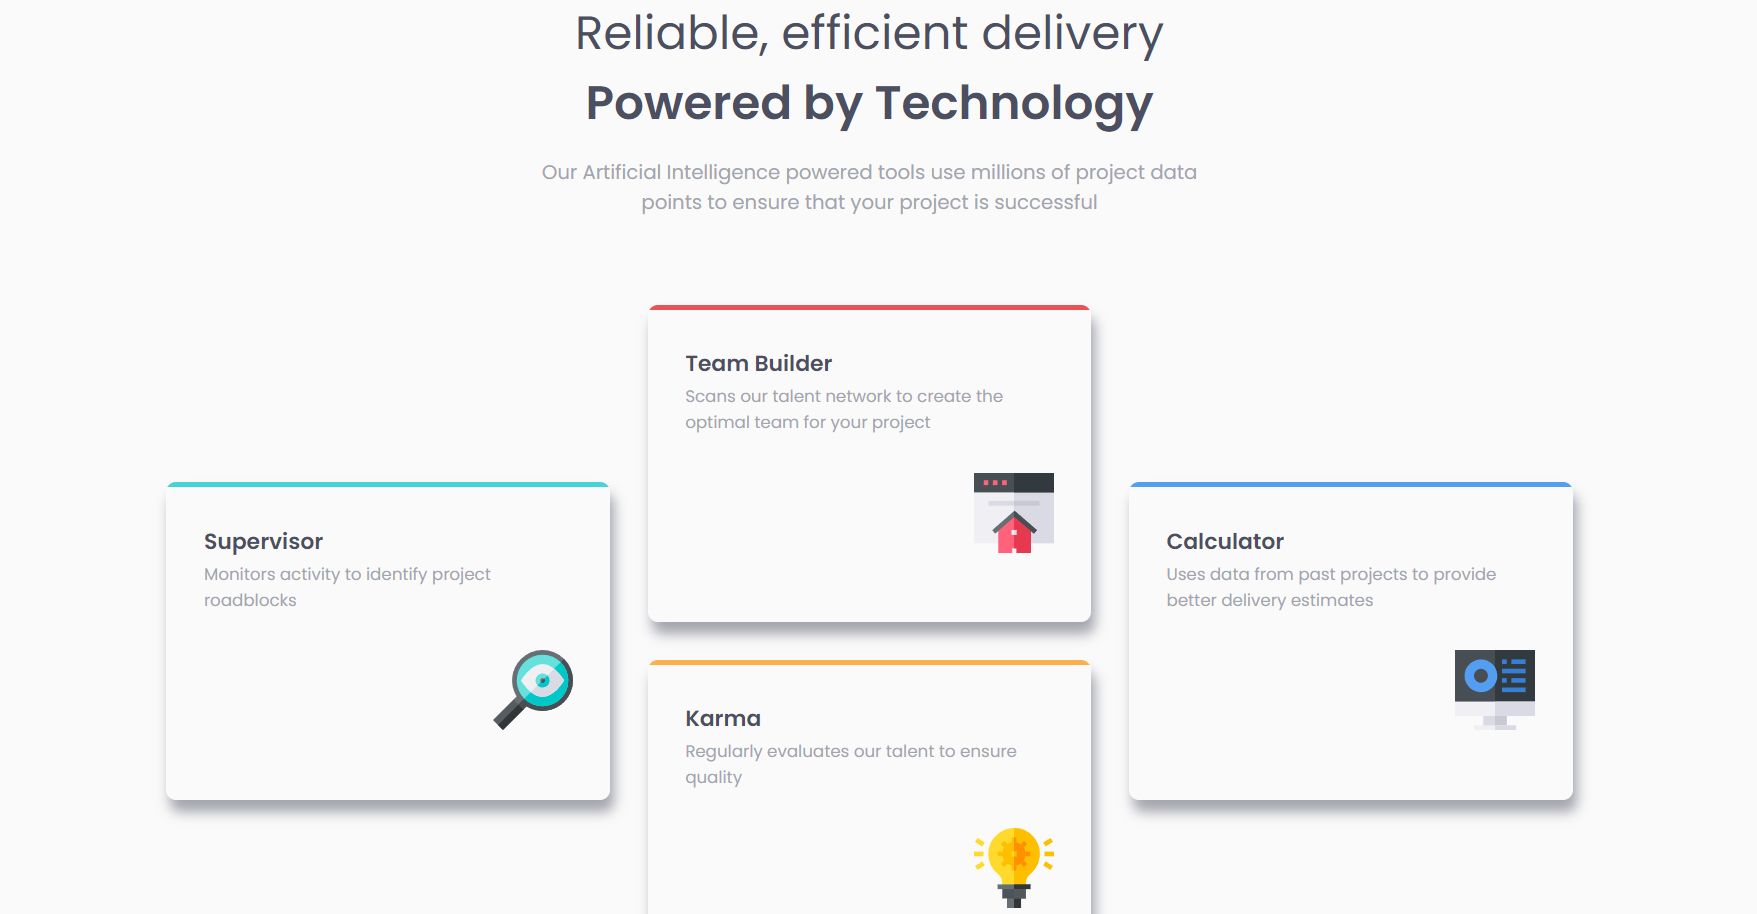 Reliable, efficient delivery
Powered by Technology
Our Artificial Intelligence powered tools use millions of project data
points to ensure that your project is successful
Team Builder
Scans our talent network to create the
optimal team for your project
Supervisor
Monitors activity to identify project
roadblocks
Calculator
Uses data from past projects to provide
better delivery estimates
Karma
Regularly evaluates our talent to ensure
quality